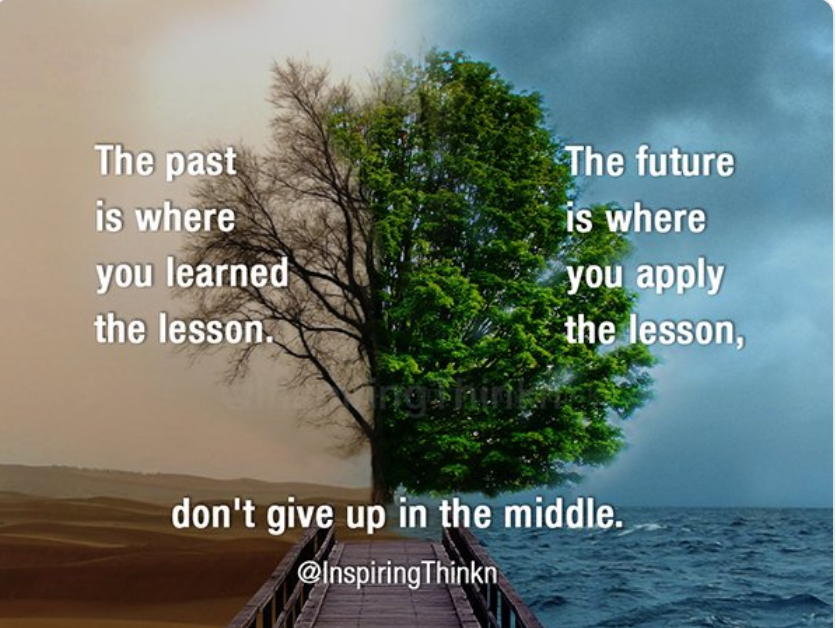 The past
is where
you learned
the lesson.
The future
is where
you apply
the lesson,
don't give up in the middle.
@InspiringThinkn
@InspiringThinkn